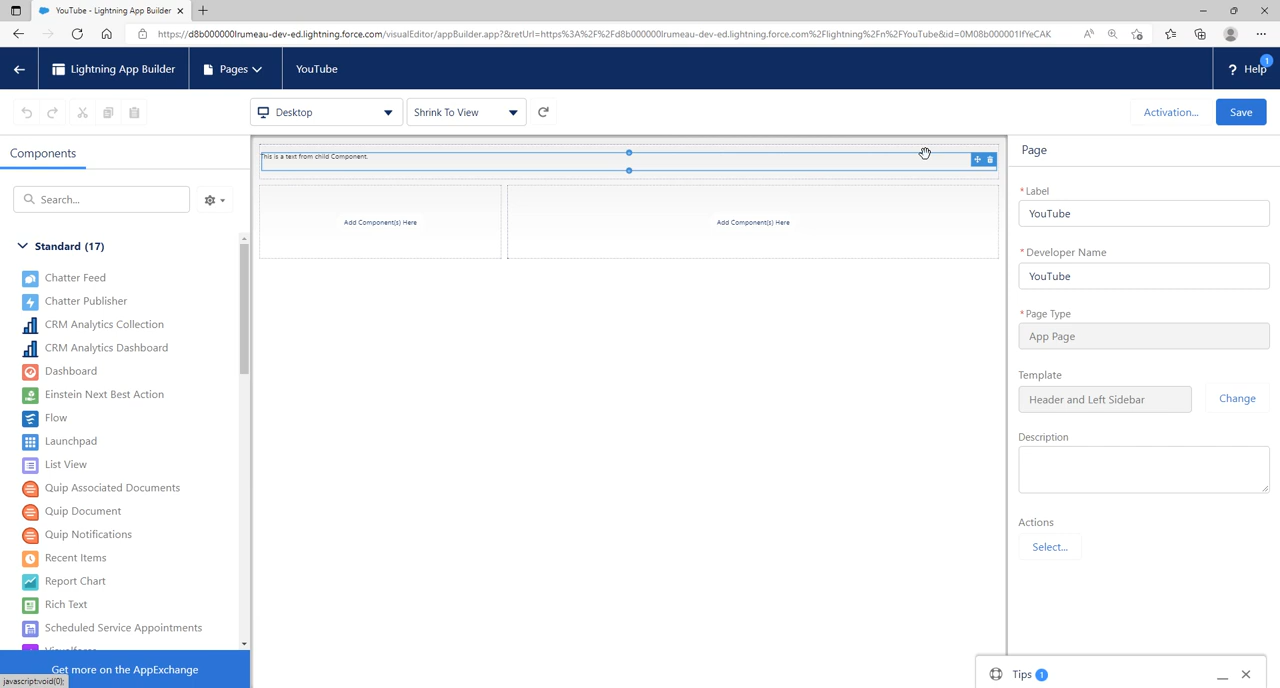 YouTube - Lightning App Builder
https://d8b000000lrumeau-dev-ed.lightning.force.com/visualEditor/appBuilder.app?&retUrl=https%3A%2F%2Fd8b000000lrumeau-dev-ed.lightning.force.com%2Flightning%2Fn%2FYouTube&id=0M08b000001IfYeCAK
Lightning App Builder
Pages
YouTube
? Help
1
Desktop
Shrink To View
Activation...
Save
Components
Search...
Standard (17)
Chatter Feed
Chatter Publisher
CRM Analytics Collection
CRM Analytics Dashboard
Dashboard
Einstein Next Best Action
Flow
Launchpad
List View
Quip Associated Documents
Quip Document
Quip Notifications
Recent Items
Report Chart
Rich Text
Scheduled Service Appointments
Get more on the AppExchange
javascript:void(0);
This is a text from child Component.
Add Component(s) Here
Add Component(s) Here
Page
* Label
YouTube
* Developer Name
YouTube
* Page Type
App Page
Template
Header and Left Sidebar
Change
Description
Actions
Select...
Tips 1